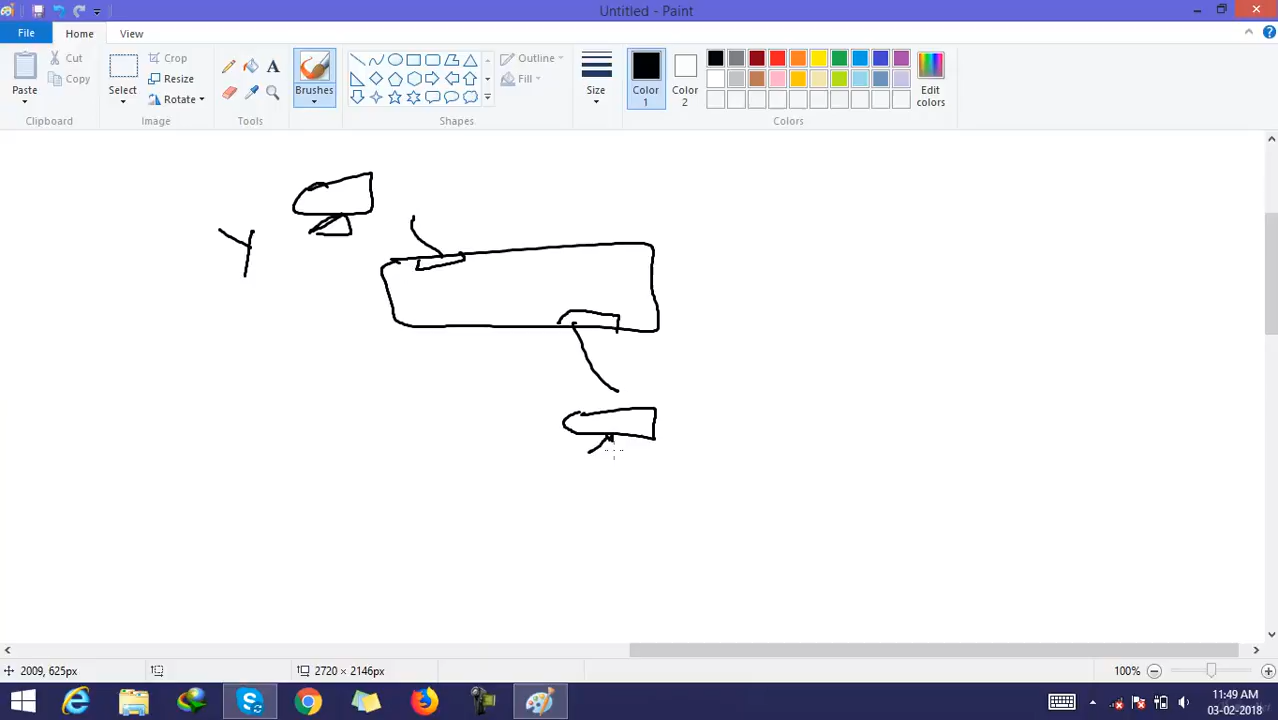 Untitled - Paint
File
Home
View
Paste
Cut
Copy
Clipboard
Select
Crop
Resize
Rotate
Image
A
Tools
Brushes
Outline
Fill
Shapes
Size
Color
1
Color
2
Edit
colors
Colors
Y
2009, 625px
2720 × 2146px
100%
11:49 AM
03-02-2018